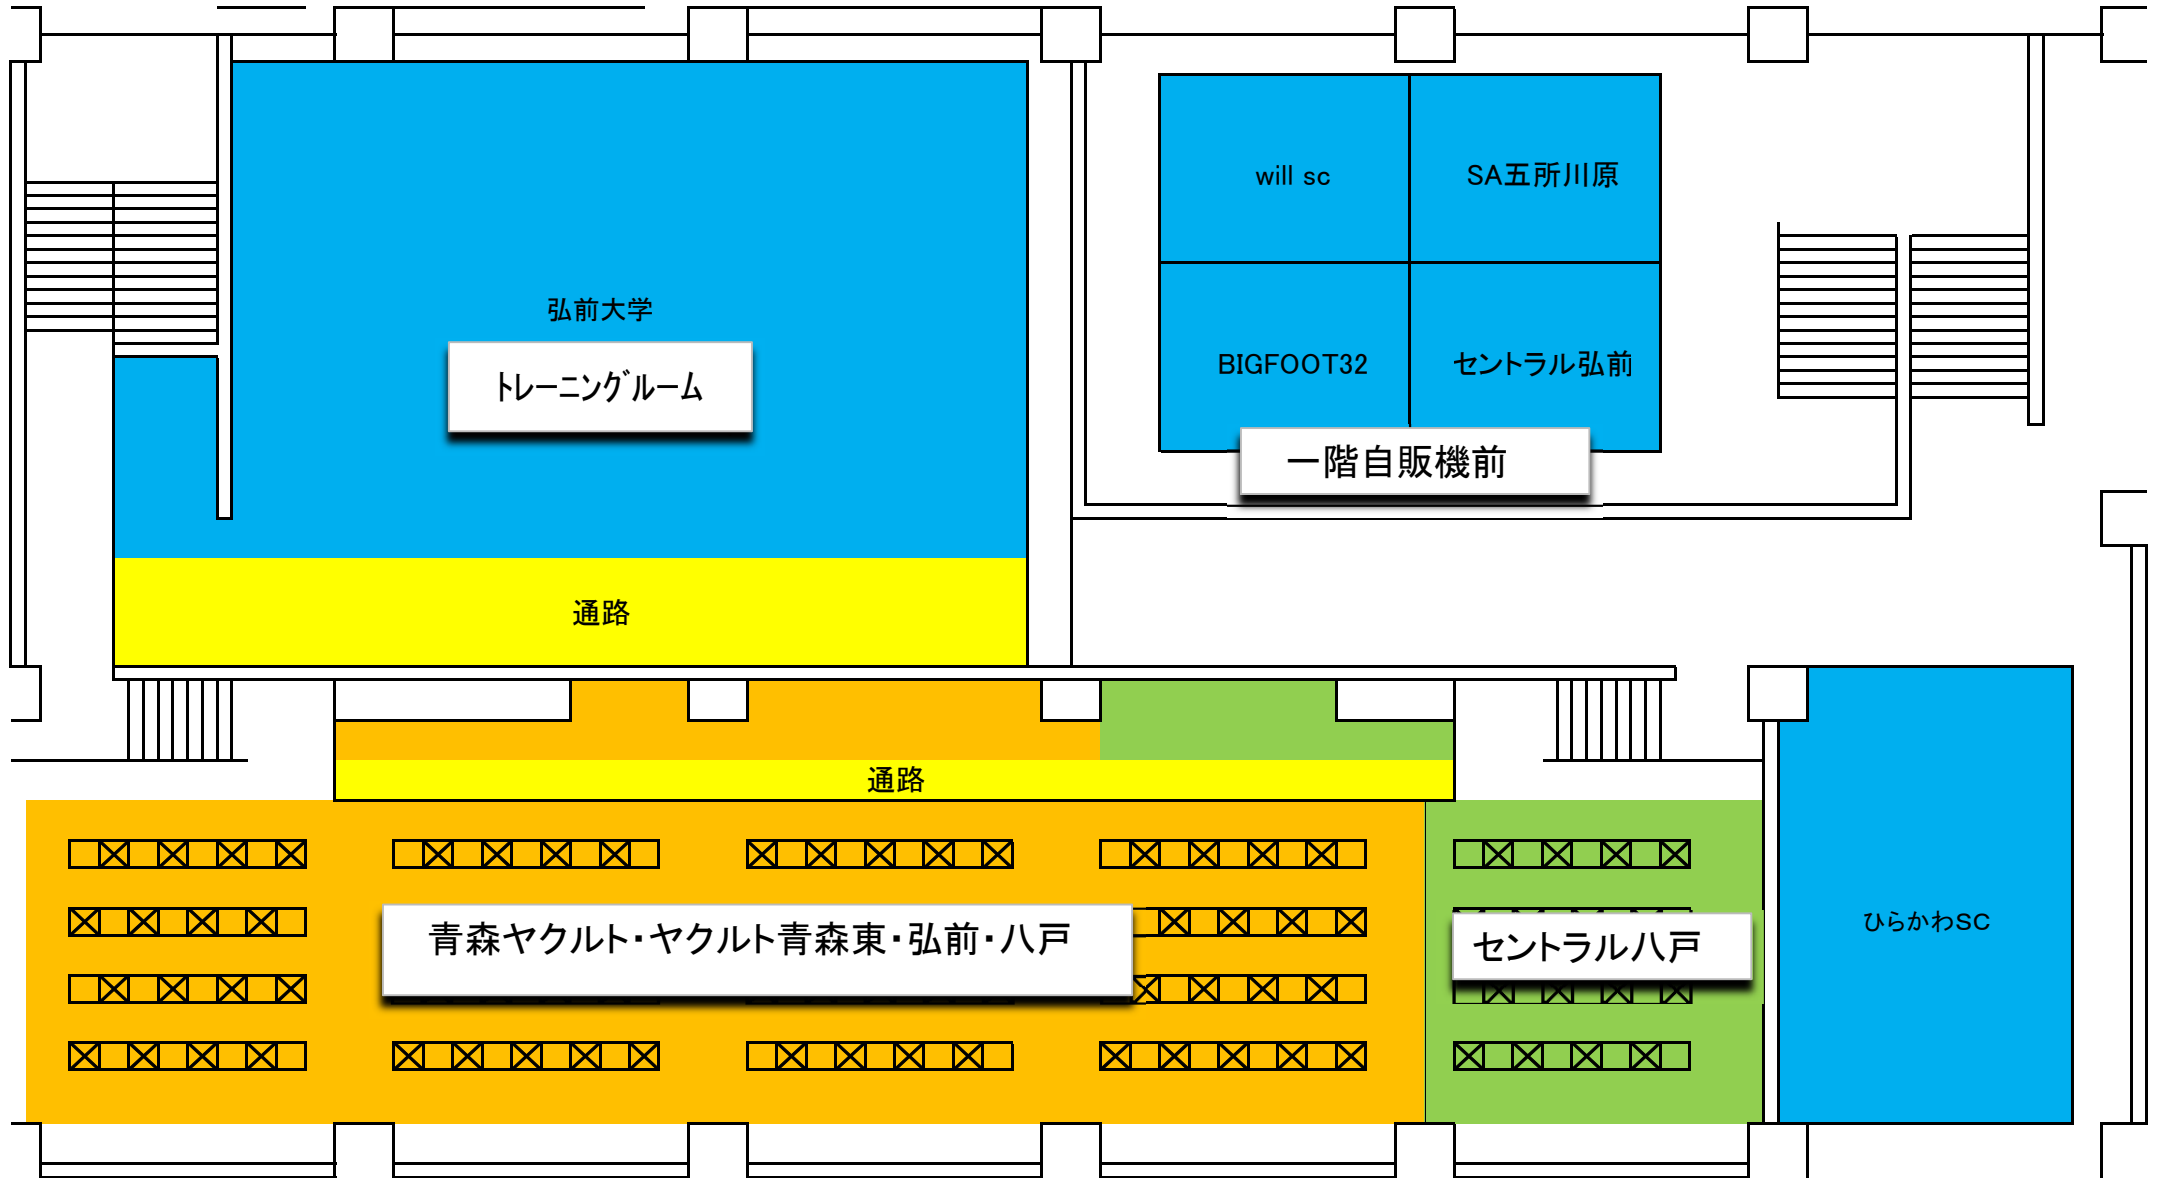 will sc
SA五所川原
弘前大学
BIGFOOT32
セントラル弘前
ﾄﾚｰﾆﾝｸﾞﾙｰﾑ
一階自販機前
通路
通路
青森ヤクルト・ヤクルト青森東・弘前・八戸
セントラル八戸
ひらかわSC